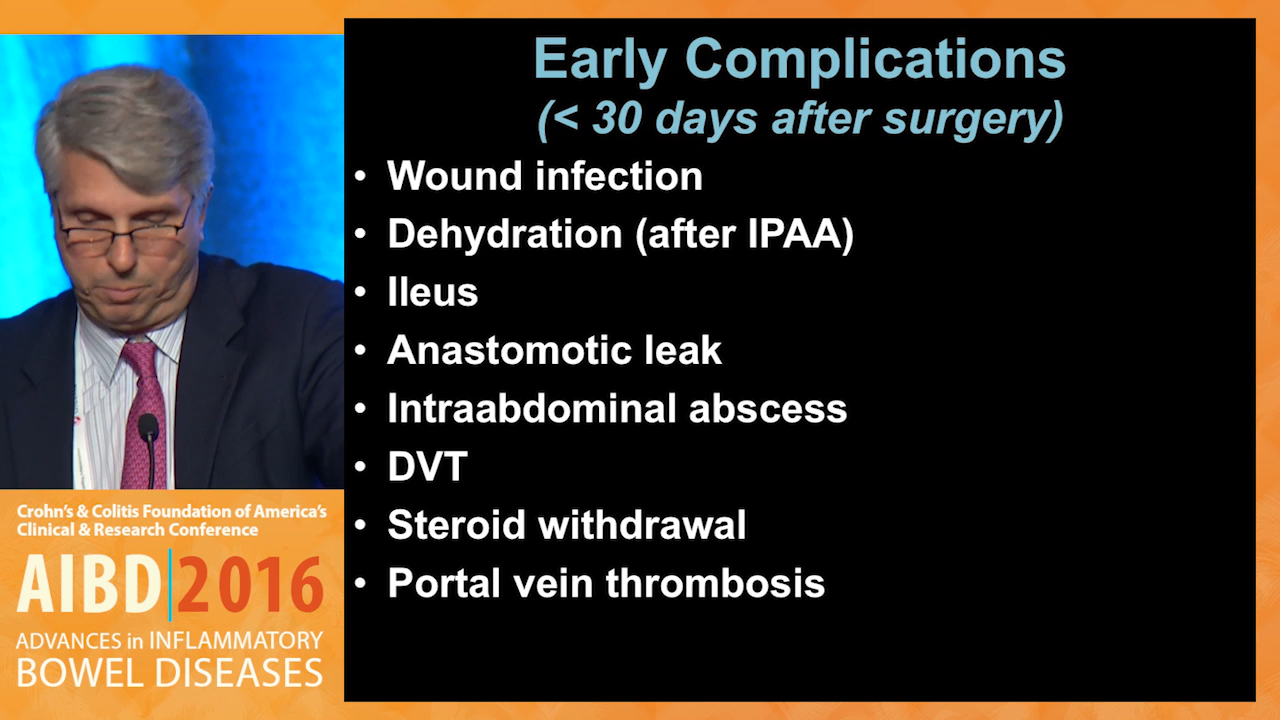 Early Complications
(< 30 days after surgery)
• Wound infection
• Dehydration (after IPAA)
• Ileus
• Anastomotic leak
• Intraabdominal abscess
• DVT
• Steroid withdrawal
• Portal vein thrombosis
Crohn's & Colitis Foundation of America's
Clinical & Research Conference
AIBD|2016
ADVANCES in INFLAMMATORY
BOWEL DISEASES